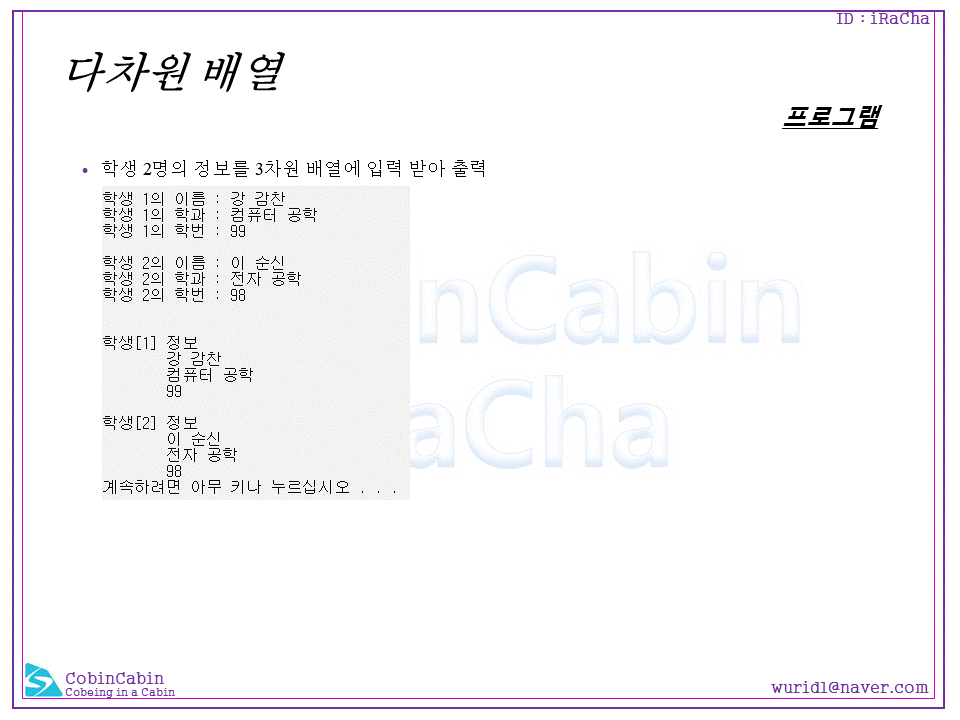 ID : iRaCha
다차원 배열
프로그램
• 학생 2명의 정보를 3차원 배열에 입력 받아 출력
학생 1의 이름 : 강 감찬
학생 1의 학과 : 컴퓨터 공학
학생 1의 학번 : 99
학생 2의 이름 : 이 순신
학생 2의 학과 : 전자 공학
학생 2의 학번 : 98
학생[1] 정보
강 감찬
컴퓨터 공학
99
학생[2] 정보
이 순신
전자 공학
98
계속하려면 아무 키나 누르십시오 . . .
nCabin
aCha
CobinCabin
Cobeing in a Cabin
wurid1@naver.com